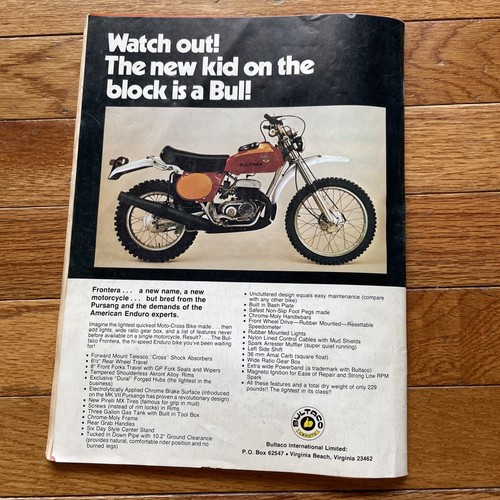 Watch out!
The new kid on the
block is a Bul!
Frontera . . . a new name, a new
motorcycle . . . but bred from the
Pursang and the demands of the
American Enduro experts.
Imagine the lightest quickest Moto-Cross Bike made . . . then
add lights, wide ratio gear box, and a list of features never
before available on a single motorcycle. Result? . . . The Bul-
taco Frontera, the hi-speed Enduro bike you've been waiting
for!
• Forward Mount Telesco "Cross" Shock Absorbers
• 6½" Rear Wheel Travel
• 8" Front Forks Travel with GP Fork Seals and Wipers
• Tempered Shoulderless Akront Alloy Rims
• Exclusive "Dural" Forged Hubs (the lightest in the
business)
• Electrolytically Applied Chrome Brake Surface (introduced
on the MK VII Pursangs has proven a revolutionary design)
• New Pirelli MX Tires (famous for grip in mud)
• Screws (instead of rim locks) in Rims
• Three Gallon Gas Tank with Built in Tool Box
• Chrome-Moly Frame
• Rear Grab Handles
• Six Day Style Center Stand
• Tucked in Down Pipe with 10.2" Ground Clearance
(provides natural, comfortable rider position and no
burned legs)
• Uncluttered design equals easy maintenance (compare
with any other bike)
• Built in Bash Plate
• Safest Non-Slip Foot Pegs made
• Chrome-Moly Handlebars
• Front Wheel Drive—Rubber Mounted—Resettable
Speedometer
• Rubber Mounted Lights
• Nylon Lined Control Cables with Mud Shields
• Spark Arrester Muffler (super quiet running)
• Left Side Shift
• 36 mm Amal Carb (square float)
• Wide Ratio Gear Box
• Extra wide Powerband (a trademark with Bultaco)
• Magneto Ignition for Ease of Repair and Strong Low RPM
Spark
All these features and a total dry weight of only 229
pounds!! The lightest in its class!!
BULTACO
Bultaco International Limited:
P.O. Box 62547 • Virginia Beach, Virginia 23462